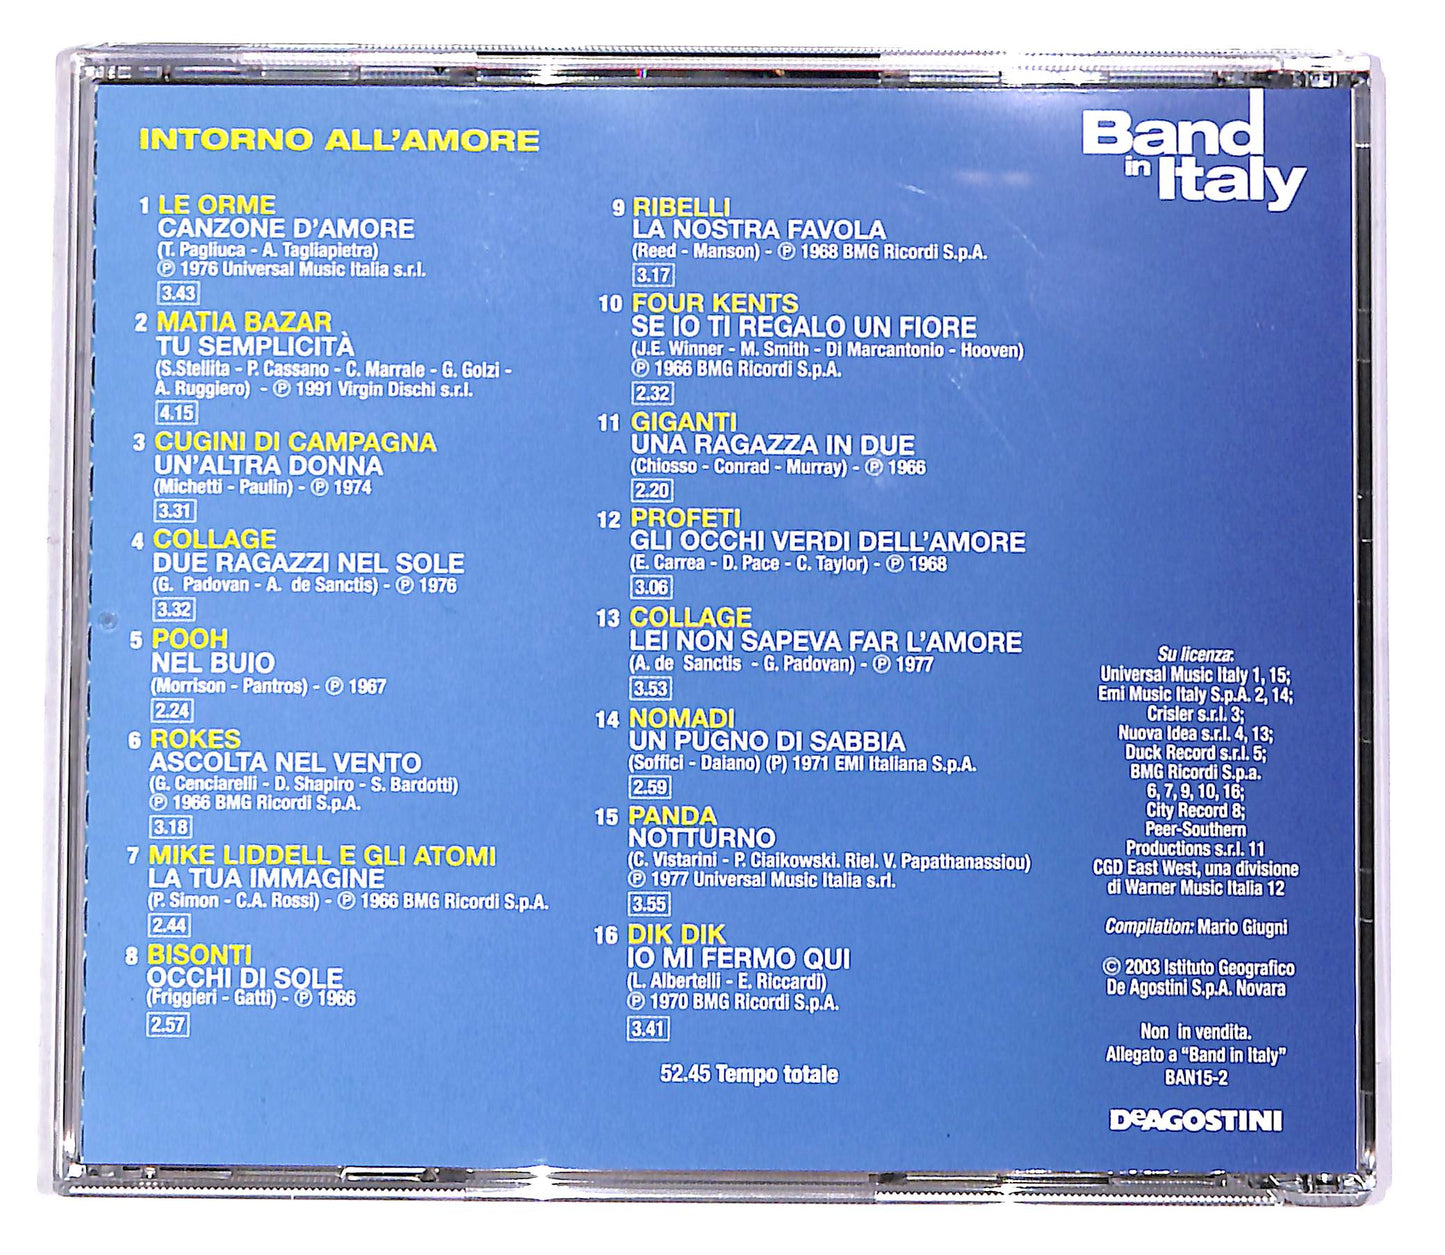 INTORNO ALL'AMORE
Band
in Italy
1 LE ORME
CANZONE D'AMORE
(T. Pagliuca - A. Tagliapietra)
℗ 1976 Universal Music Italia s.r.l.
3.43
2 MATIA BAZAR
TU SEMPLICITÀ
(S.Stellita - P. Cassano - C. Marrale - G. Golzi -
A. Ruggiero) - ℗ 1991 Virgin Dischi s.r.l.
4.15
3 CUGINI DI CAMPAGNA
UN'ALTRA DONNA
(Michetti - Paulin) - ℗ 1974
3.31
4 COLLAGE
DUE RAGAZZI NEL SOLE
(G. Padovan - A. de Sanctis) - ℗ 1976
3.32
5 POOH
NEL BUIO
(Morrison - Pantros) - ℗ 1967
2.24
6 ROKES
ASCOLTA NEL VENTO
(G. Cenciarelli - D. Shapiro - S. Bardotti)
℗ 1966 BMG Ricordi S.p.A.
3.18
7 MIKE LIDDELL E GLI ATOMI
LA TUA IMMAGINE
(P. Simon - C.A. Rossi) - ℗ 1966 BMG Ricordi S.p.A.
2.44
8 BISONTI
OCCHI DI SOLE
(Friggieri - Gatti) - ℗ 1966
2.57
9 RIBELLI
LA NOSTRA FAVOLA
(Reed - Manson) - ℗ 1968 BMG Ricordi S.p.A.
3.17
10 FOUR KENTS
SE IO TI REGALO UN FIORE
(J.E. Winner - M. Smith - Di Marcantonio - Hooven)
℗ 1966 BMG Ricordi S.p.A.
2.32
11 GIGANTI
UNA RAGAZZA IN DUE
(Chiosso - Conrad - Murray) - ℗ 1966
2.20
12 PROFETI
GLI OCCHI VERDI DELL'AMORE
(E. Carrea - D. Pace - C. Taylor) - ℗ 1968
3.06
13 COLLAGE
LEI NON SAPEVA FAR L'AMORE
(A. de Sanctis - G. Padovan) - ℗ 1977
3.53
14 NOMADI
UN PUGNO DI SABBIA
(Soffici - Daiano) (P) 1971 EMI Italiana S.p.A.
2.59
15 PANDA
NOTTURNO
(C. Vistarini - P. Ciaikowski. Riel. V. Papathanassiou)
℗ 1977 Universal Music Italia s.rl.
3.55
16 DIK DIK
IO MI FERMO QUI
(L. Albertelli - E. Riccardi)
℗ 1970 BMG Ricordi S.p.A.
3.41
52.45 Tempo totale
Su licenza:
Universal Music Italy 1, 15;
Emi Music Italy S.p.A. 2, 14;
Crisler s.r.l. 3;
Nuova Idea s.r.l. 4, 13;
Duck Record s.r.l. 5;
BMG Ricordi S.p.a.
6, 7, 9, 10, 16;
City Record 8;
Peer-Southern
Productions s.r.l. 11
CGD East West, una divisione
di Warner Music Italia 12
Compilation: Mario Giugni
© 2003 Istituto Geografico
De Agostini S.p.A. Novara
Non in vendita.
Allegato a "Band in Italy"
BAN15-2
DeAGOSTINI